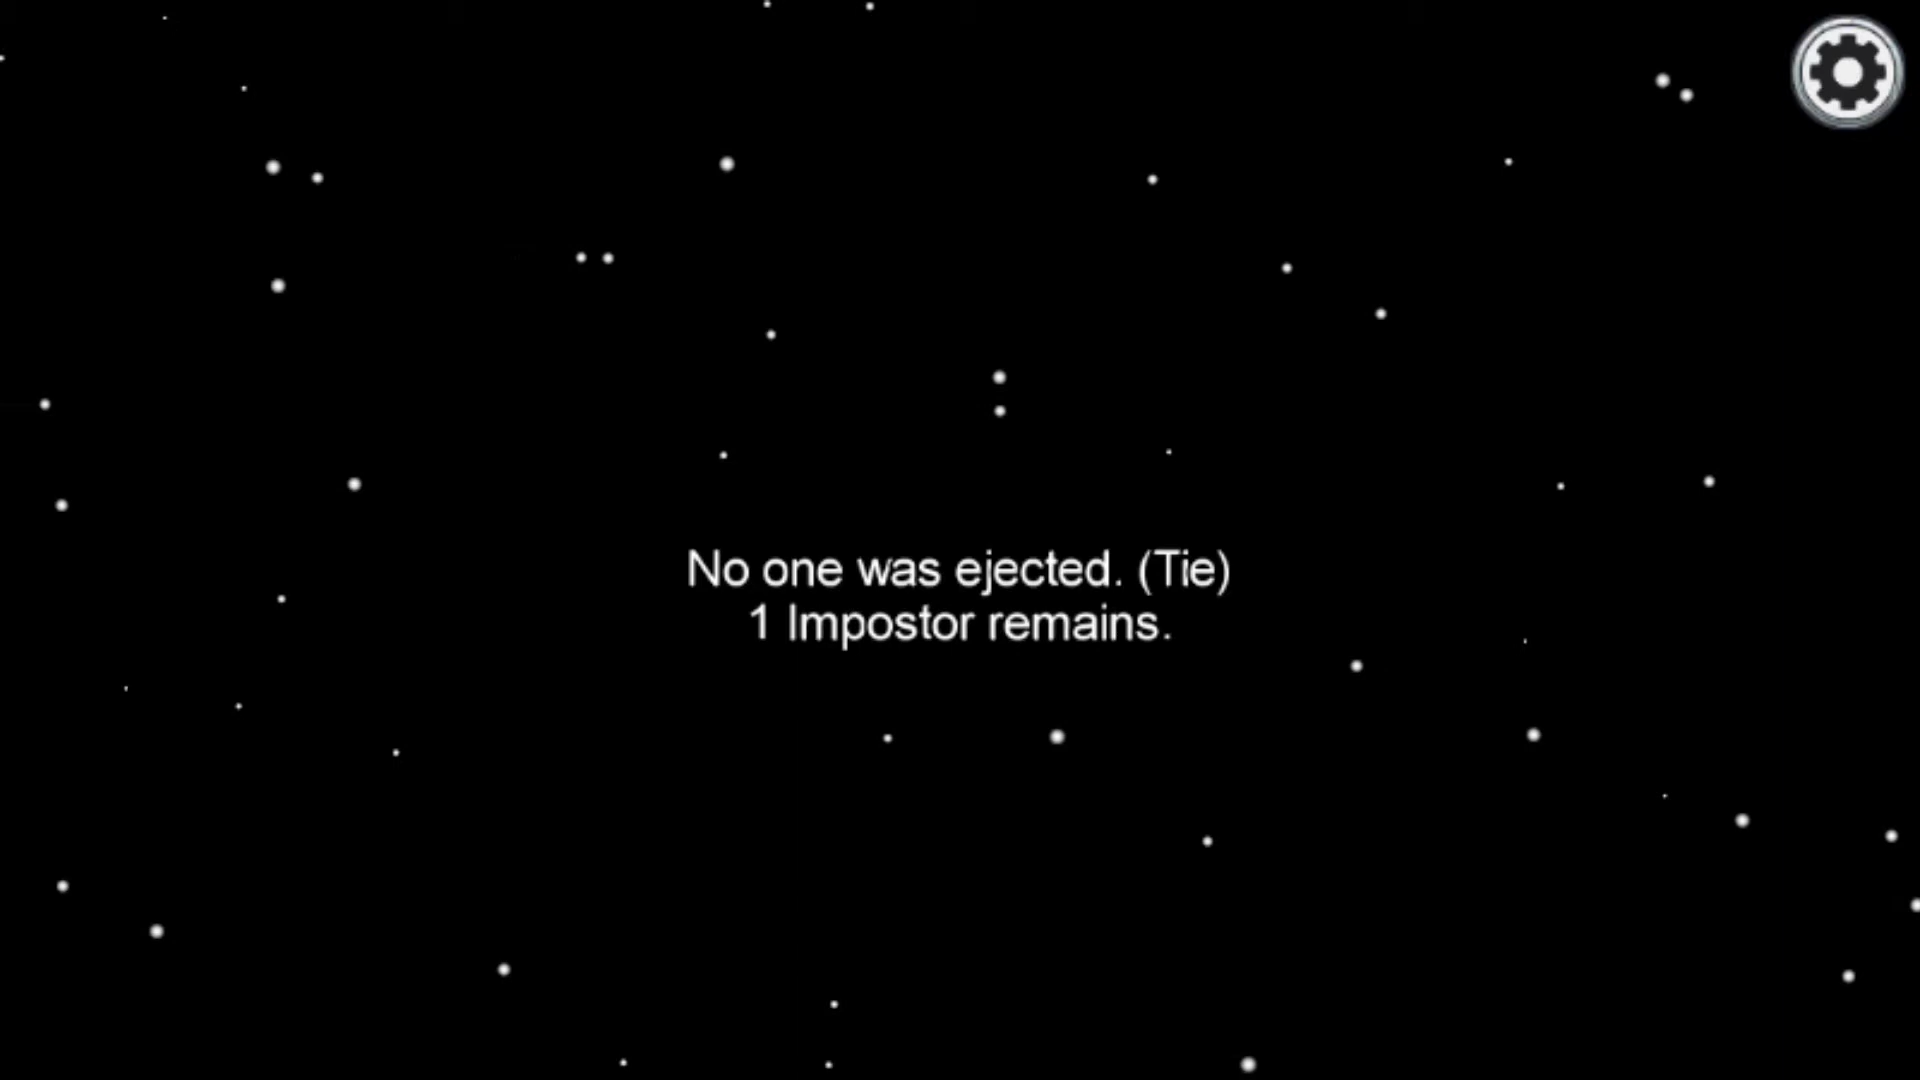 No one was ejected. (Tie)
1 Impostor remains.